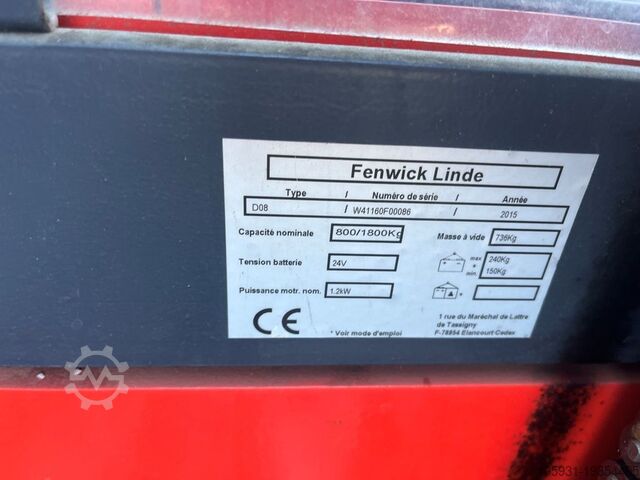 Fenwick Linde
Type / Numéro de série / Année
D08 / W41160F00086 / 2015
Capacité nominale 800/1800Kg Masse à vide 735Kg
Tension batterie 24V max 240Kg
min. 150Kg
Puissance motr. nom. 1.2kW
CE * Voir mode d'emploi
1 rue du Maréchal de Lattre
de Tassigny
F-78854 Elancourt Cedex